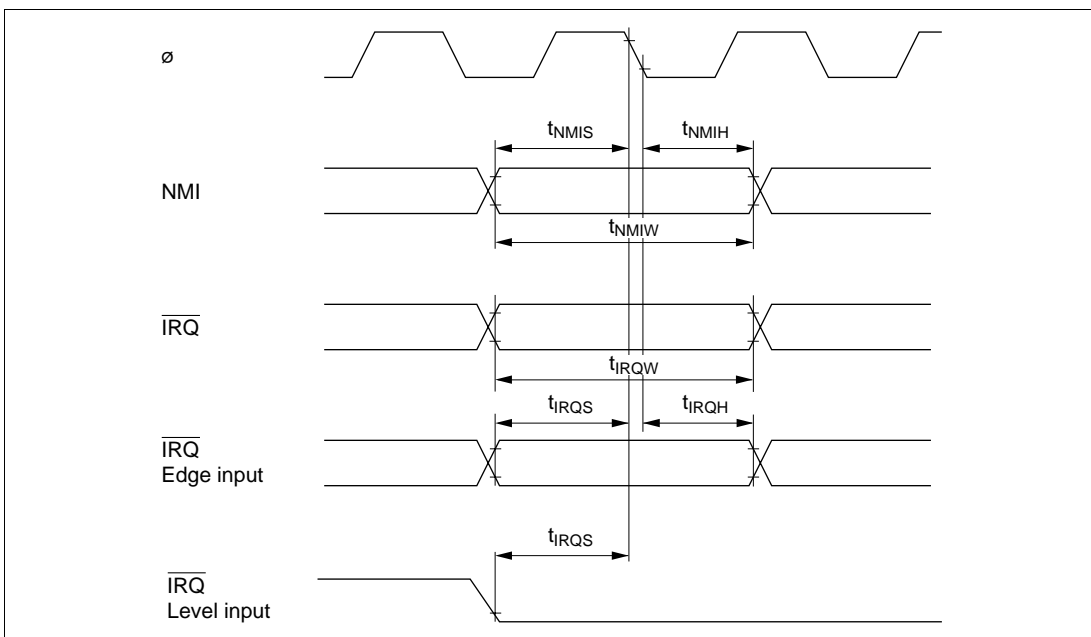 ø
tNMIS
tNMIH
NMI
tNMIW
IRQ
tIRQW
tIRQS
tIRQH
IRQ
Edge input
tIRQS
IRQ
Level input